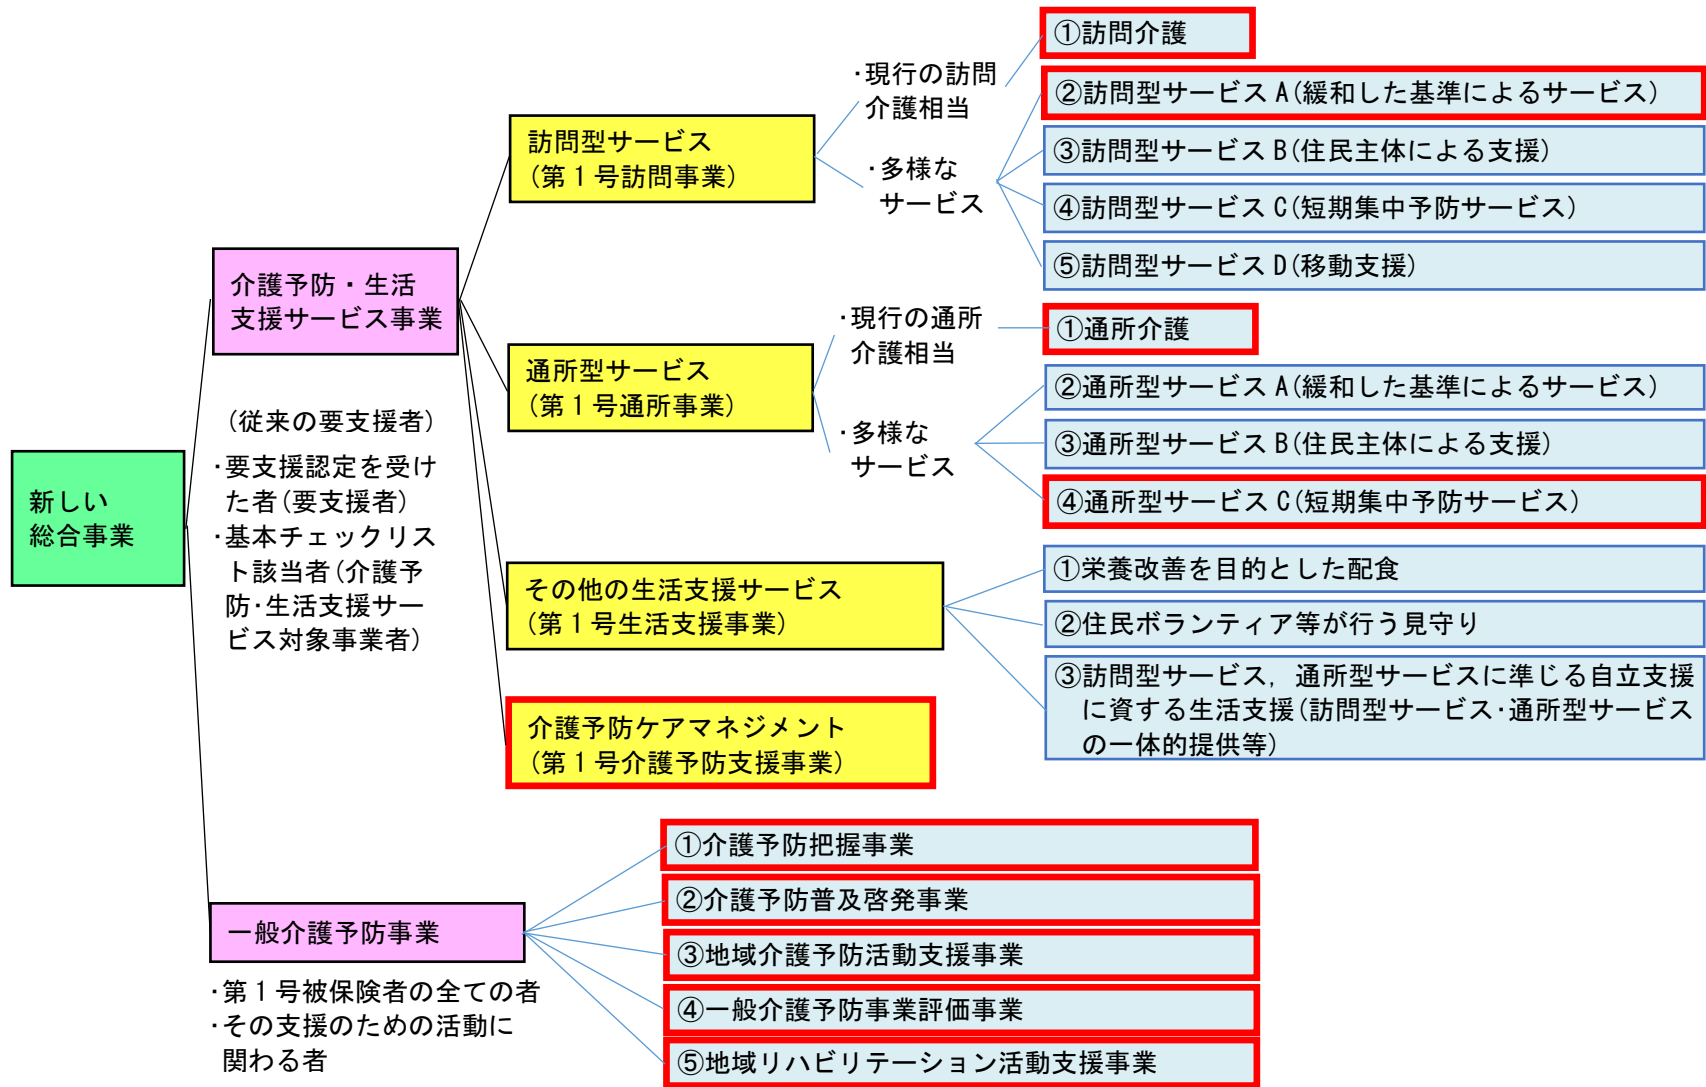 新しい
総合事業
介護予防・生活
支援サービス事業
(従来の要支援者)
・要支援認定を受け
た者(要支援者)
・基本チェックリス
ト該当者(介護予
防・生活支援サー
ビス対象事業者)
訪問型サービス
(第1号訪問事業)
・現行の訪問
介護相当
①訪問介護
・多様な
サービス
②訪問型サービスA(緩和した基準によるサービス)
③訪問型サービスB(住民主体による支援)
④訪問型サービスC(短期集中予防サービス)
⑤訪問型サービスD(移動支援)
通所型サービス
(第1号通所事業)
・現行の通所
介護相当
①通所介護
・多様な
サービス
②通所型サービスA(緩和した基準によるサービス)
③通所型サービスB(住民主体による支援)
④通所型サービスC(短期集中予防サービス)
その他の生活支援サービス
(第1号生活支援事業)
①栄養改善を目的とした配食
②住民ボランティア等が行う見守り
③訪問型サービス,通所型サービスに準じる自立支援
に資する生活支援(訪問型サービス・通所型サービス
の一体的提供等)
介護予防ケアマネジメント
(第1号介護予防支援事業)
一般介護予防事業
・第1号被保険者の全ての者
・その支援のための活動に
関わる者
①介護予防把握事業
②介護予防普及啓発事業
③地域介護予防活動支援事業
④一般介護予防事業評価事業
⑤地域リハビリテーション活動支援事業